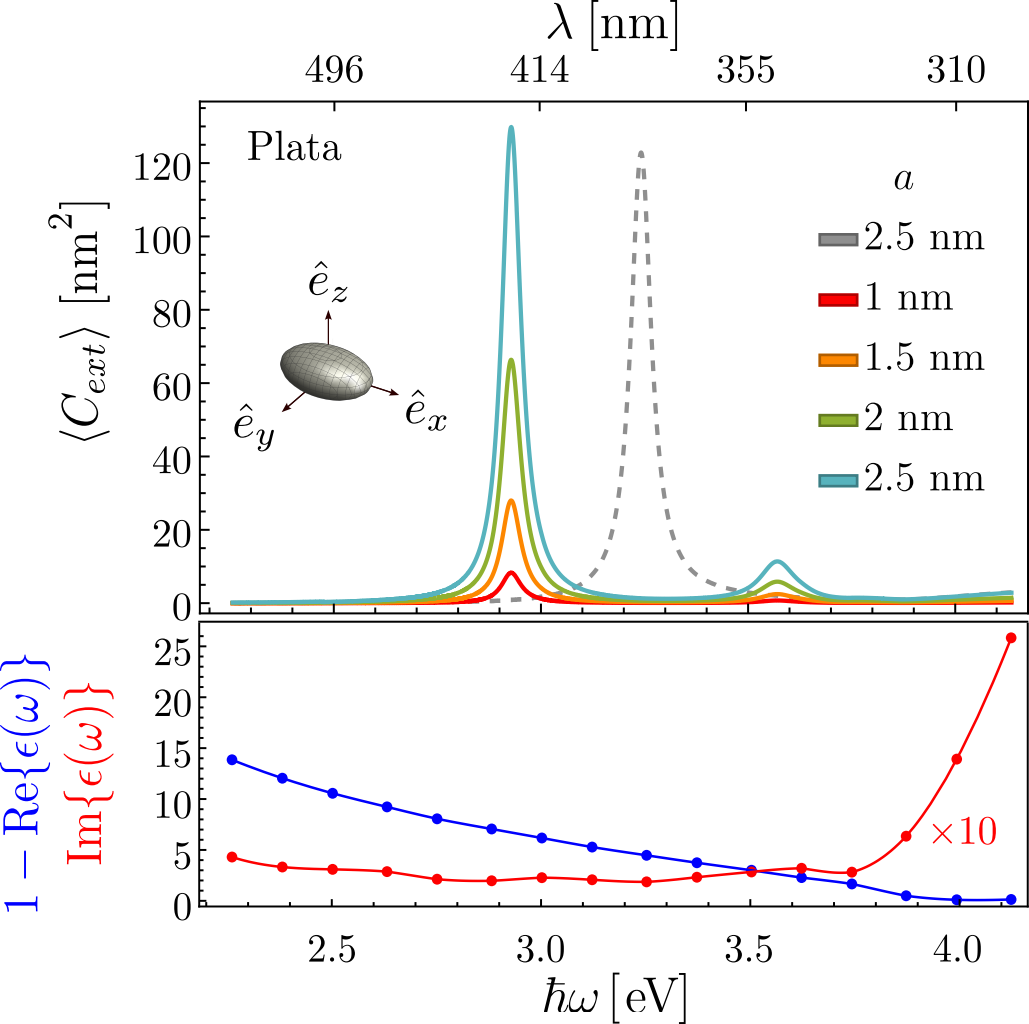 λ [nm]
496 414 355 310
Plata
⟨C_ext⟩ [nm²]
120
100
80
60
40
20
0
ê_z
ê_y
ê_x
a
2.5 nm
1 nm
1.5 nm
2 nm
2.5 nm
1 − Re{ϵ(ω)}
Im{ϵ(ω)}
25
20
15
10
5
0
×10
2.5 3.0 3.5 4.0
ħω [eV]